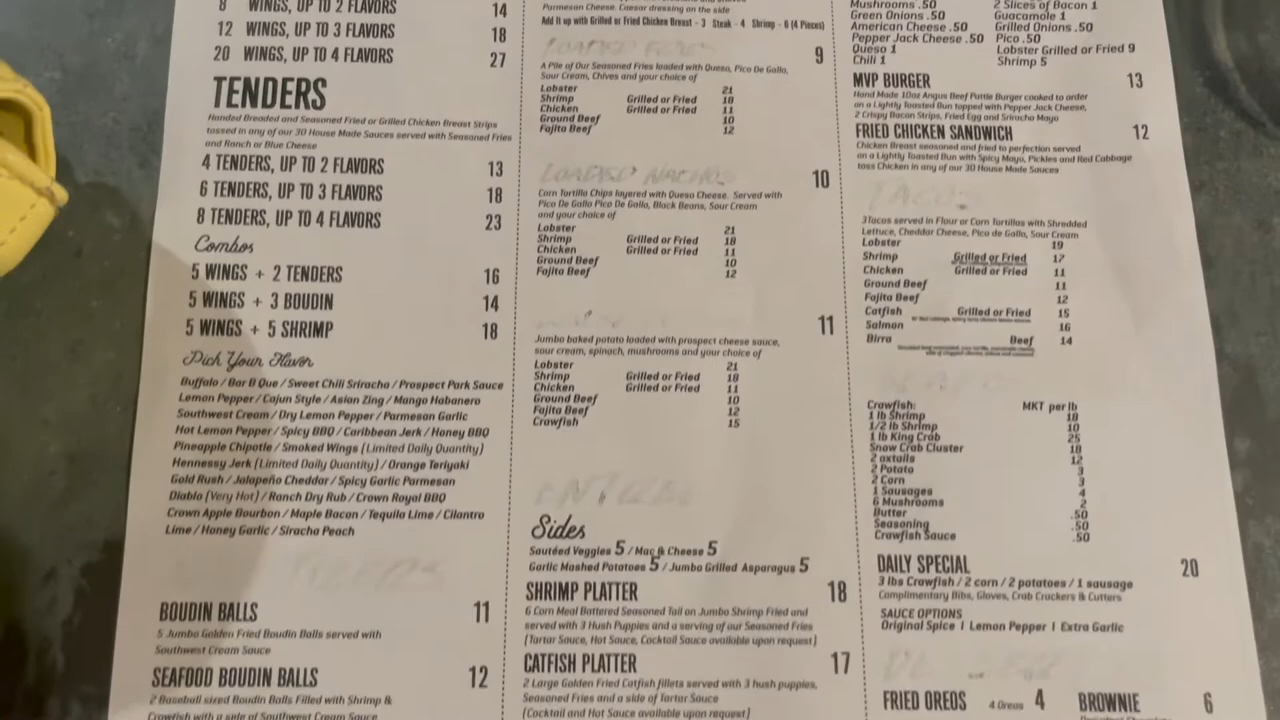 8 WINGS, UP TO 2 FLAVORS 14
12 WINGS, UP TO 3 FLAVORS 18
20 WINGS, UP TO 4 FLAVORS 27
TENDERS
Handed Breaded and Seasoned Fried or Grilled Chicken Breast Strips
tossed in any of our 30 House Made Sauces served with Seasoned Fries
and Ranch or Blue Cheese
4 TENDERS, UP TO 2 FLAVORS 13
6 TENDERS, UP TO 3 FLAVORS 18
8 TENDERS, UP TO 4 FLAVORS 23
Combos
5 WINGS + 2 TENDERS 16
5 WINGS + 3 BOUDIN 14
5 WINGS + 5 SHRIMP 18
Pick Your Flavor
Buffalo / Bar B Que / Sweet Chili Sriracha / Prospect Park Sauce
Lemon Pepper / Cajun Style / Asian Zing / Mango Habanero
Southwest Cream / Dry Lemon Pepper / Parmesan Garlic
Hot Lemon Pepper / Spicy BBQ / Caribbean Jerk / Honey BBQ
Pineapple Chipotle / Smoked Wings (Limited Daily Quantity)
Hennessy Jerk (Limited Daily Quantity) / Orange Teriyaki
Gold Rush / Jalapeño Cheddar / Spicy Garlic Parmesan
Diablo (Very Hot) / Ranch Dry Rub / Crown Royal BBQ
Crown Apple Bourbon / Maple Bacon / Tequila Lime / Cilantro
Lime / Honey Garlic / Siracha Peach
BOUDIN BALLS 11
5 Jumbo Golden Fried Boudin Balls served with
Southwest Cream Sauce
SEAFOOD BOUDIN BALLS 12
2 Baseball sized Boudin Balls Filled with Shrimp &
Crawfish with a side of Southwest Cream Sauce
Parmesan Cheese. Caesar dressing on the side
Add it up with Grilled or Fried Chicken Breast - 3 Steak - 4 Shrimp - 6 (4 Pieces)
LOADED FRIES 9
A Pile of Our Seasoned Fries loaded with Queso, Pico De Gallo,
Sour Cream, Chives and your choice of
Lobster 21
Shrimp Grilled or Fried 18
Chicken Grilled or Fried 11
Ground Beef 10
Fajita Beef 12
LOADED NACHOS 10
Corn Tortilla Chips layered with Queso Cheese. Served with
Pico De Gallo Pico De Gallo, Black Beans, Sour Cream
and your choice of
Lobster 21
Shrimp Grilled or Fried 18
Chicken Grilled or Fried 11
Ground Beef 10
Fajita Beef 12
11
Jumbo baked potato loaded with prospect cheese sauce,
sour cream, spinach, mushrooms and your choice of
Lobster 21
Shrimp Grilled or Fried 18
Chicken Grilled or Fried 11
Ground Beef 10
Fajita Beef 12
Crawfish 15
Sides
Sautéed Veggies 5 / Mac & Cheese 5
Garlic Mashed Potatoes 5 / Jumbo Grilled Asparagus 5
SHRIMP PLATTER 18
6 Corn Meal Battered Seasoned Tail on Jumbo Shrimp Fried and
served with 3 Hush Puppies and a serving of our Seasoned Fries
(Tartar Sauce, Hot Sauce, Cocktail Sauce available upon request)
CATFISH PLATTER 17
2 Large Golden Fried Catfish fillets served with 3 hush puppies,
Seasoned Fries and a side of Tartar Sauce
(Cocktail and Hot Sauce available upon request)
Mushrooms .50 2 Slices of Bacon 1
Green Onions .50 Guacamole 1
American Cheese .50 Grilled Onions .50
Pepper Jack Cheese .50 Pico .50
Queso 1 Lobster Grilled or Fried 9
Chili 1 Shrimp 5
MVP BURGER 13
Hand Made 10oz Angus Beef Pattie Burger cooked to order
on a Lightly Toasted Bun topped with Pepper Jack Cheese,
2 Crispy Bacon Strips, Fried Egg and Sriracha Mayo
FRIED CHICKEN SANDWICH 12
Chicken Breast seasoned and fried to perfection served
on a Lightly Toasted Bun with Spicy Mayo, Pickles and Red Cabbage
toss Chicken in any of our 30 House Made Sauces
TACOS
3Tacos served in Flour or Corn Tortillas with Shredded
Lettuce, Cheddar Cheese, Pico de Gallo, Sour Cream
Lobster 19
Shrimp Grilled or Fried 17
Chicken Grilled or Fried 11
Ground Beef 11
Fajita Beef 12
Catfish Grilled or Fried 15
Salmon 16
Birra Beef 14
Crawfish: MKT per lb
1 lb Shrimp 18
1/2 lb Shrimp 10
1 lb King Crab 25
Snow Crab Cluster 18
2 oxtails 12
2 Potato 3
2 Corn 3
1 Sausages 4
6 Mushrooms 2
Butter .50
Seasoning .50
Crawfish Sauce .50
DAILY SPECIAL 20
3 lbs Crawfish / 2 corn / 2 potatoes / 1 sausage
Complimentary Bibs, Gloves, Crab Crackers & Cutters
SAUCE OPTIONS
Original Spice | Lemon Pepper | Extra Garlic
FRIED OREOS 4 Oreos 4 BROWNIE 6